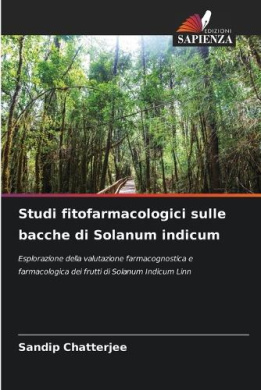 EDIZIONI
SAPIENZA
Studi fitofarmacologici sulle
bacche di Solanum indicum
Esplorazione della valutazione farmacognostica e
farmacologica dei frutti di Solanum Indicum Linn
Sandip Chatterjee